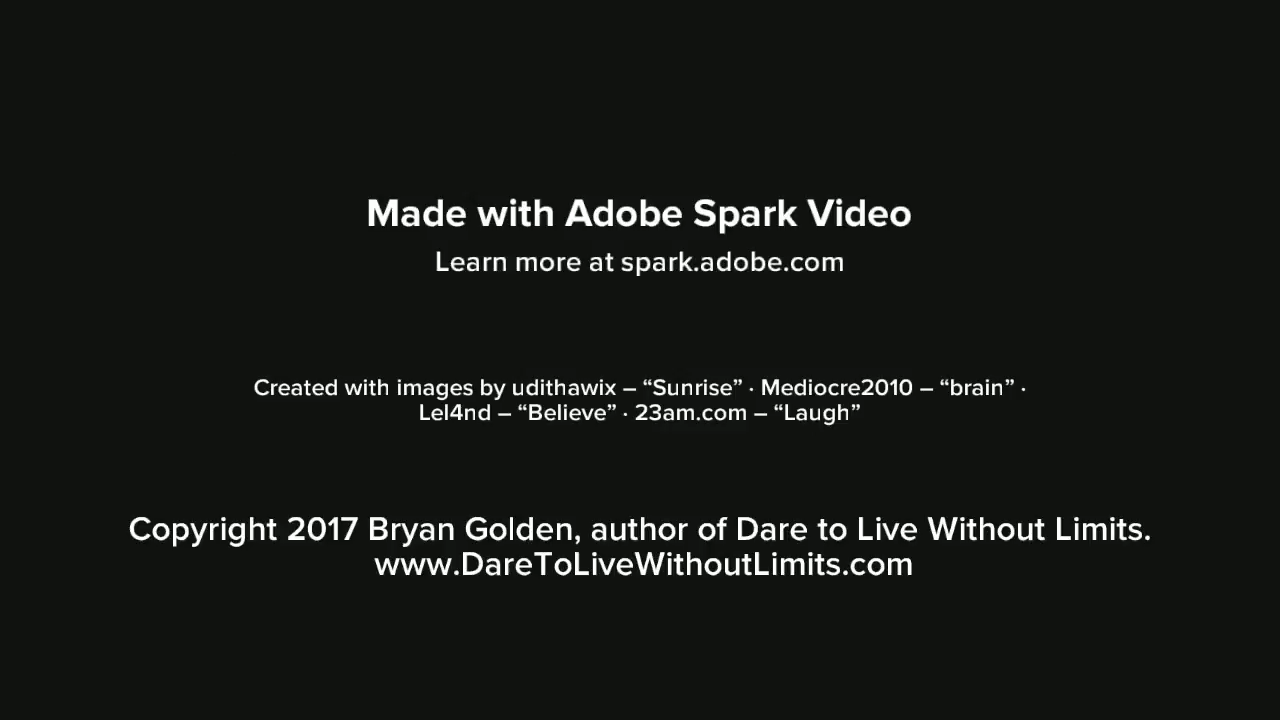 Made with Adobe Spark Video
Learn more at spark.adobe.com
Created with images by udithawix – “Sunrise” · Mediocre2010 – “brain” ·
Lel4nd – “Believe” · 23am.com – “Laugh”
Copyright 2017 Bryan Golden, author of Dare to Live Without Limits.
www.DareToLiveWithoutLimits.com